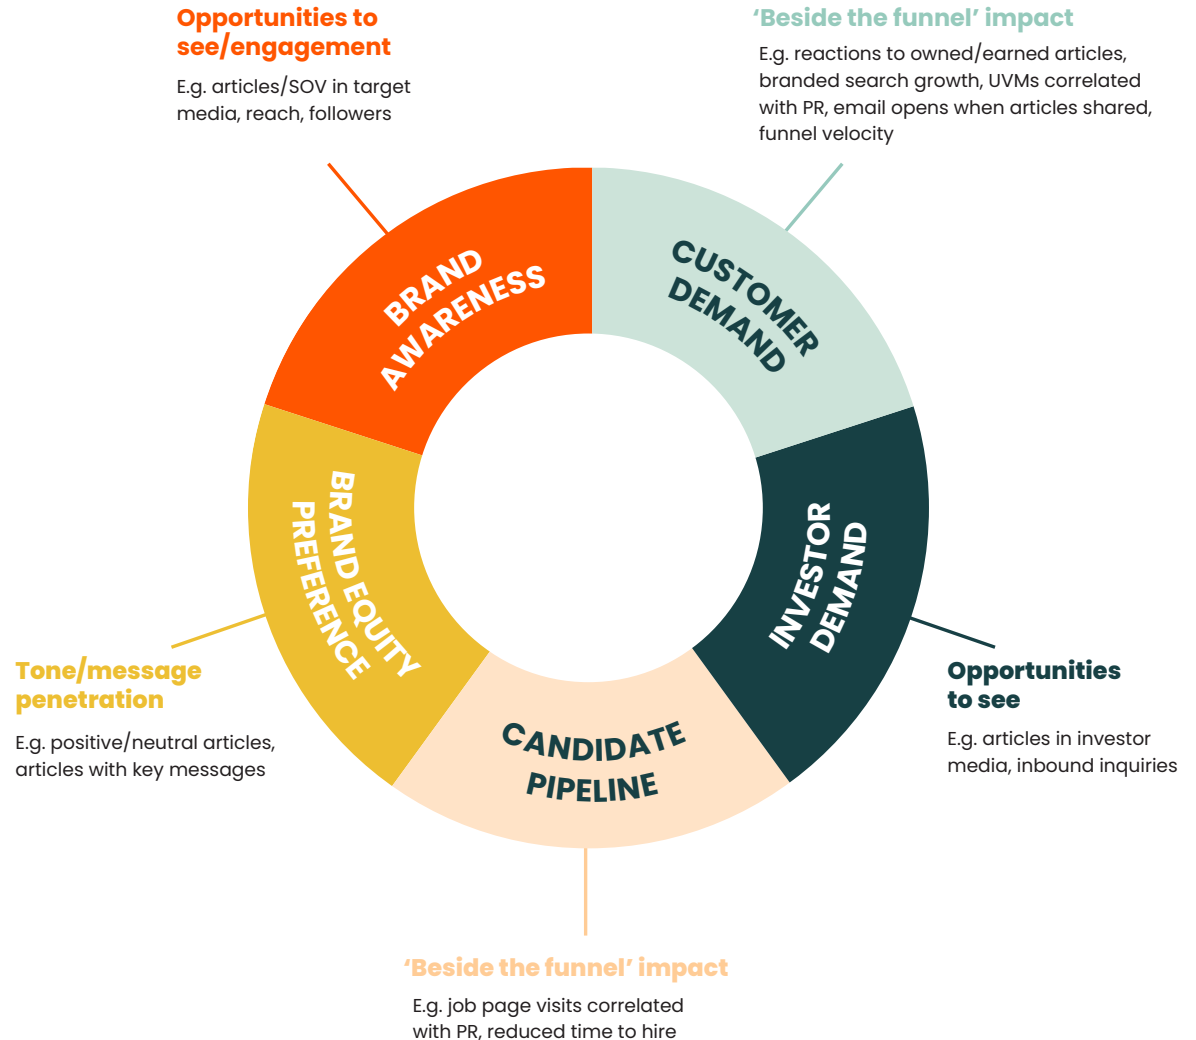 Opportunities to
see/engagement
E.g. articles/SOV in target
media, reach, followers
‘Beside the funnel’ impact
E.g. reactions to owned/earned articles,
branded search growth, UVMs correlated
with PR, email opens when articles shared,
funnel velocity
BRAND
AWARENESS
CUSTOMER
DEMAND
BRAND EQUITY
PREFERENCE
INVESTOR
DEMAND
CANDIDATE
PIPELINE
Tone/message
penetration
E.g. positive/neutral articles,
articles with key messages
Opportunities
to see
E.g. articles in investor
media, inbound inquiries
‘Beside the funnel’ impact
E.g. job page visits correlated
with PR, reduced time to hire